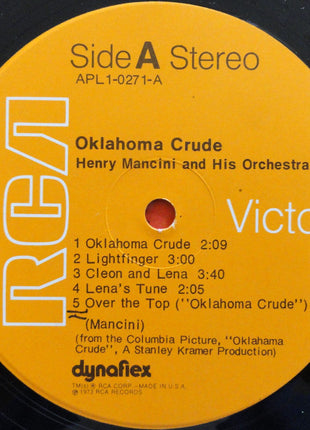 Side A Stereo
APL1-0271-A
Oklahoma Crude
Henry Mancini and His Orchestra
RCA
Victo
1 Oklahoma Crude 2:09
2 Lightfinger 3:00
3 Cleon and Lena 3:40
4 Lena's Tune 2:05
5 Over the Top ("Oklahoma Crude")
(Mancini)
(from the Columbia Picture, "Oklahama
Crude", A Stanley Kramer Production)
dynaflex
TM(s) ® RCA CORP.—MADE IN U.S.A.
℗ 1973 RCA RECORDS